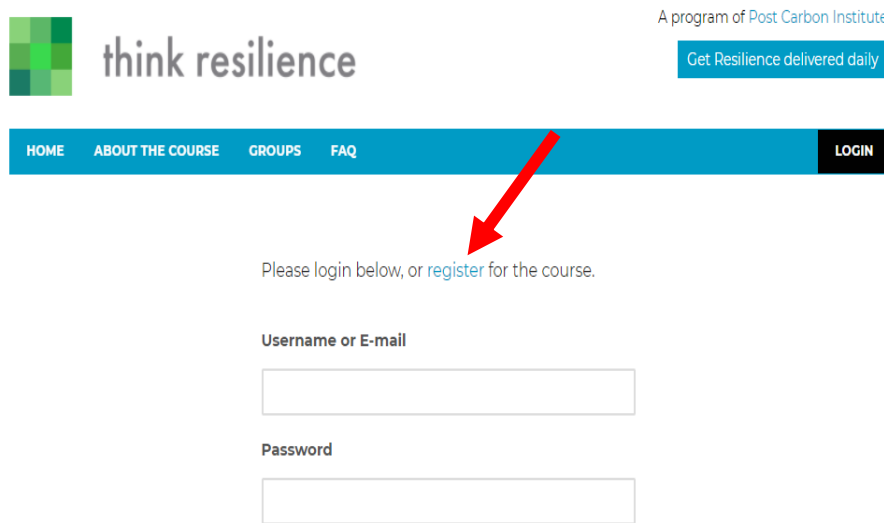 A program of Post Carbon Institute
think resilience
Get Resilience delivered daily
HOME ABOUT THE COURSE GROUPS FAQ LOGIN
Please login below, or register for the course.
Username or E-mail
Password